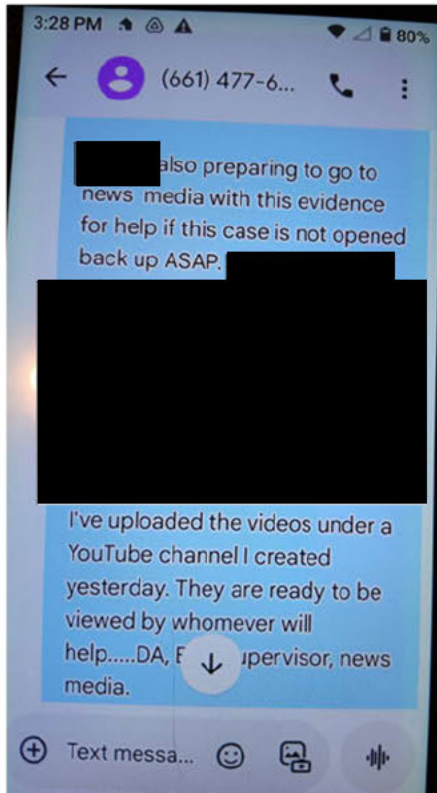 3:28 PM 80%
(661) 477-6...
also preparing to go to
news media with this evidence
for help if this case is not opened
back up ASAP.
I've uploaded the videos under a
YouTube channel I created
yesterday. They are ready to be
viewed by whomever will
help.....DA, upervisor, news
media.
Text messa...